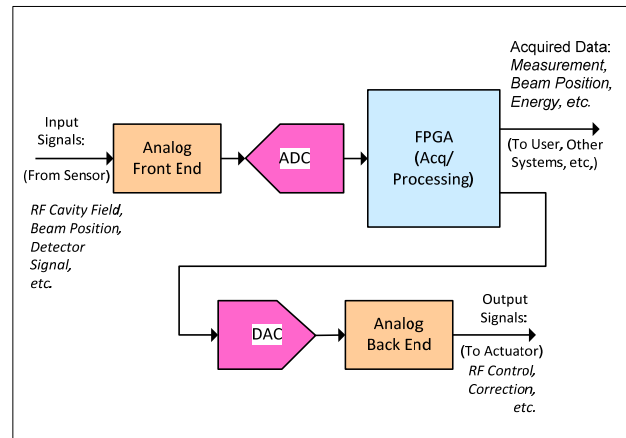 Acquired Data:
Measurement,
Beam Position,
Energy, etc.
(To User, Other
Systems, etc,)
Input
Signals:
(From Sensor)
RF Cavity Field,
Beam Position,
Detector
Signal,
etc.
Analog
Front End
ADC
FPGA
(Acq/
Processing)
DAC
Analog
Back End
Output
Signals:
(To Actuator)
RF Control,
Correction,
etc.